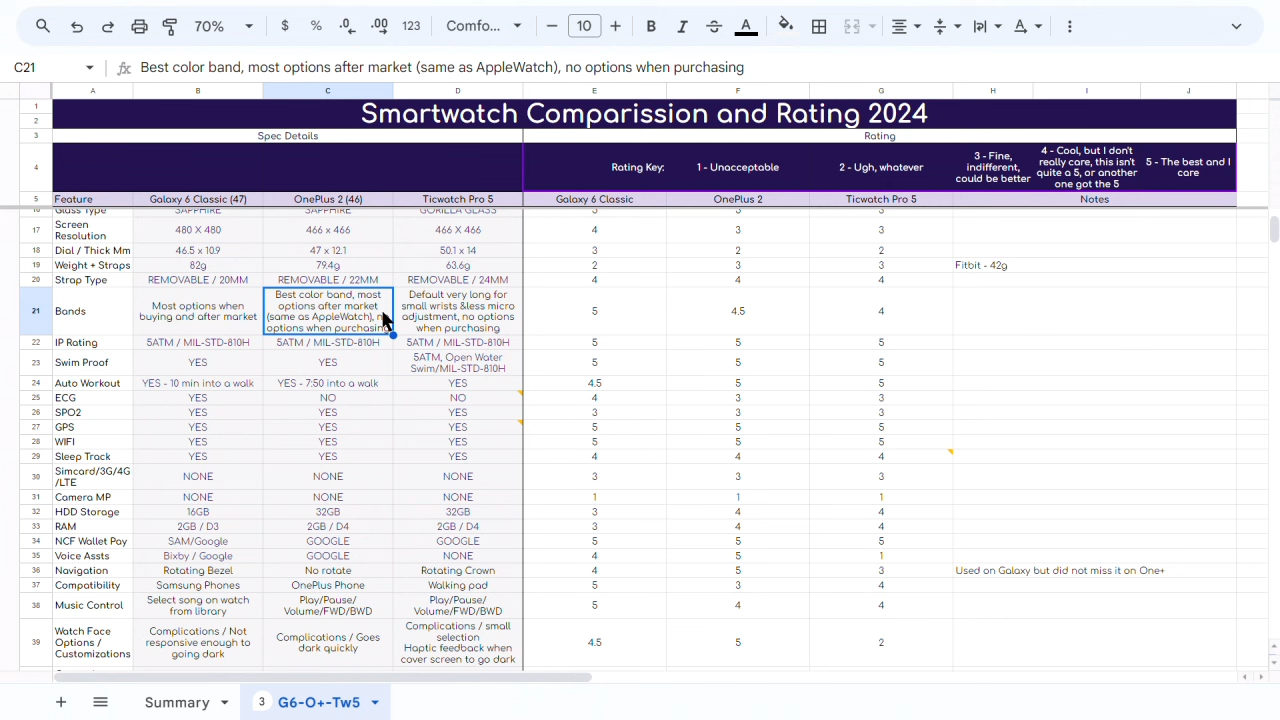 70%
$ % .0 .00 123 Comfo... 10 B I S A
C21
fx Best color band, most options after market (same as AppleWatch), no options when purchasing
A B C D E F G H I J
1 Smartwatch Comparission and Rating 2024
2
3 Spec Details Rating
4 Rating Key: 1 - Unacceptable 2 - Ugh, whatever 3 - Fine, indifferent, could be better 4 - Cool, but I don't really care, this isn't quite a 5, or another one got the 5 5 - The best and I care
5 Feature Galaxy 6 Classic (47) OnePlus 2 (46) Ticwatch Pro 5 Galaxy 6 Classic OnePlus 2 Ticwatch Pro 5 Notes
16 Glass Type SAPPHIRE SAPPHIRE GORILLA GLASS 3 3 3
17 Screen Resolution 480 X 480 466 x 466 466 X 466 4 3 3
18 Dial / Thick Mm 46.5 x 10.9 47 x 12.1 50.1 x 14 3 2 2
19 Weight + Straps 82g 79.4g 63.6g 2 3 3 Fitbit - 42g
20 Strap Type REMOVABLE / 20MM REMOVABLE / 22MM REMOVABLE / 24MM 4 4 4
21 Bands Most options when buying and after market Best color band, most options after market (same as AppleWatch), no options when purchasing Default very long for small wrists &less micro adjustment, no options when purchasing 5 4.5 4
22 IP Rating 5ATM / MIL-STD-810H 5ATM / MIL-STD-810H 5ATM / MIL-STD-810H 5 5 5
23 Swim Proof YES YES 5ATM, Open Water Swim/MIL-STD-810H 5 5 5
24 Auto Workout YES - 10 min into a walk YES - 7:50 into a walk YES 4.5 5 5
25 ECG YES NO NO 4 3 3
26 SPO2 YES YES YES 3 3 3
27 GPS YES YES YES 5 5 5
28 WIFI YES YES YES 5 5 5
29 Sleep Track YES YES YES 4 4 4
30 Simcard/3G/4G/LTE NONE NONE NONE 3 3 3
31 Camera MP NONE NONE NONE 1 1 1
32 HDD Storage 16GB 32GB 32GB 3 4 4
33 RAM 2GB / D3 2GB / D4 2GB / D4 3 4 4
34 NCF Wallet Pay SAM/Google GOOGLE GOOGLE 5 5 5
35 Voice Assts Bixby / Google GOOGLE NONE 4 5 1
36 Navigation Rotating Bezel No rotate Rotating Crown 4 5 3 Used on Galaxy but did not miss it on One+
37 Compatibility Samsung Phones OnePlus Phone Walking pad 5 3 4
38 Music Control Select song on watch from library Play/Pause/Volume/FWD/BWD Play/Pause/Volume/FWD/BWD 5 4 4
39 Watch Face Options / Customizations Complications / Not responsive enough to going dark Complications / Goes dark quickly Complications / small selection Haptic feedback when cover screen to go dark 4.5 5 2
+ Summary 3 G6-O+-Tw5